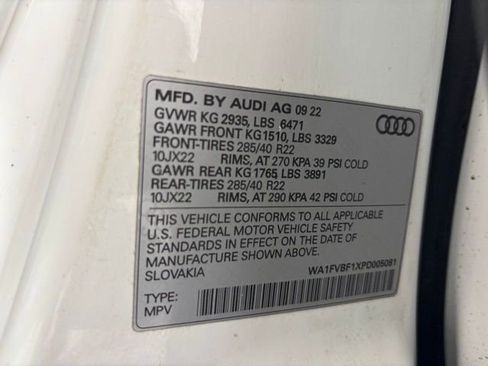 MFD. BY AUDI AG 09 22
GVWR KG 2935, LBS 6471
GAWR FRONT KG1510, LBS 3329
FRONT-TIRES 285/40 R22
10JX22 RIMS, AT 270 KPA 39 PSI COLD
GAWR REAR KG 1765, LBS 3891
REAR-TIRES 285/40 R22
10JX22 RIMS, AT 290 KPA 42 PSI COLD
THIS VEHICLE CONFORMS TO ALL APPLICABLE
U.S. FEDERAL MOTOR VEHICLE SAFETY
STANDARDS IN EFFECT ON THE DATE OF
MANUFACTURE SHOWN ABOVE.
SLOVAKIA
WA1FVBF1XPD005081
TYPE:
MPV